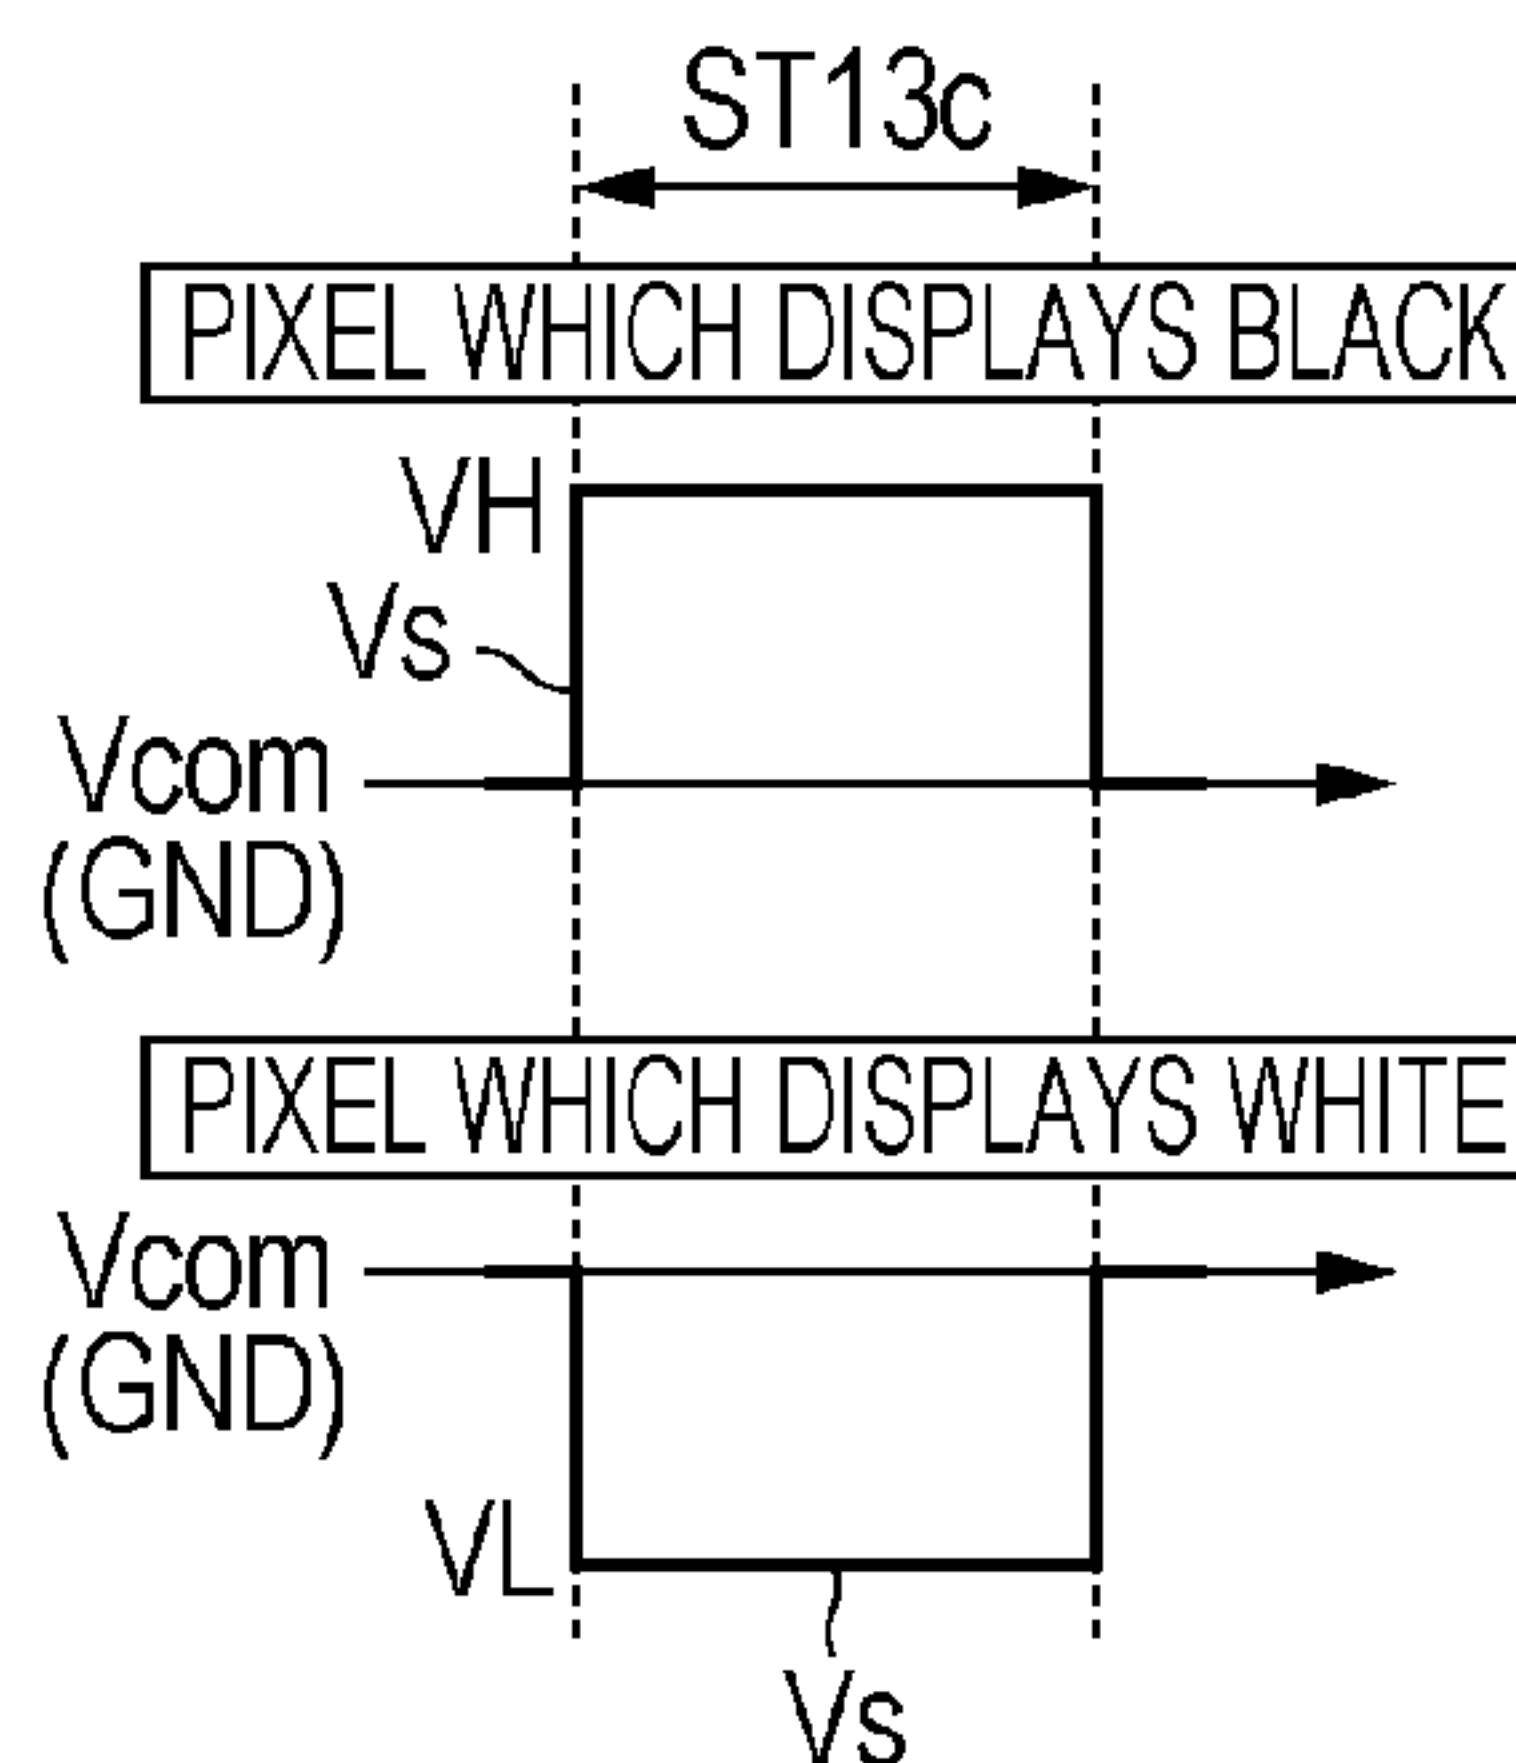 ST13c
PIXEL WHICH DISPLAYS BLACK
VH
Vs
Vcom
(GND)
PIXEL WHICH DISPLAYS WHITE
Vcom
(GND)
VL
Vs